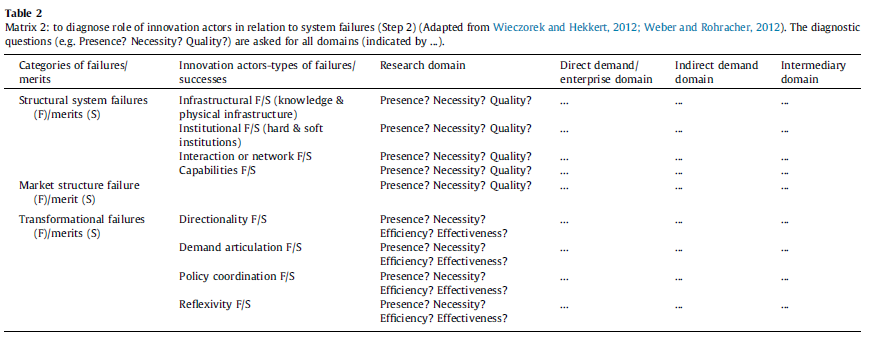 Table 2
Matrix 2: to diagnose role of innovation actors in relation to system failures (Step 2) (Adapted from Wieczorek and Hekkert, 2012; Weber and Rohracher, 2012). The diagnostic
questions (e.g. Presence? Necessity? Quality?) are asked for all domains (indicated by ...).
Categories of failures/ Innovation actors-types of failures/ Research domain Direct demand/ Indirect demand Intermediary
merits successes enterprise domain domain domain
Structural system failures Infrastructural F/S (knowledge & Presence? Necessity? Quality? ... ... ...
(F)/merits (S) physical infrastructure)
Institutional F/S (hard & soft Presence? Necessity? Quality? ... ... ...
institutions)
Interaction or network F/S Presence? Necessity? Quality? ... ... ...
Capabilities F/S Presence? Necessity? Quality? ... ... ...
Market structure failure Presence? Necessity? Quality? ... ... ...
(F)/merit (S)
Transformational failures Directionality F/S Presence? Necessity? ... ... ...
(F)/merits (S) Efficiency? Effectiveness?
Demand articulation F/S Presence? Necessity? ... ... ...
Efficiency? Effectiveness?
Policy coordination F/S Presence? Necessity? ... ... ...
Efficiency? Effectiveness?
Reflexivity F/S Presence? Necessity? ... ... ...
Efficiency? Effectiveness?